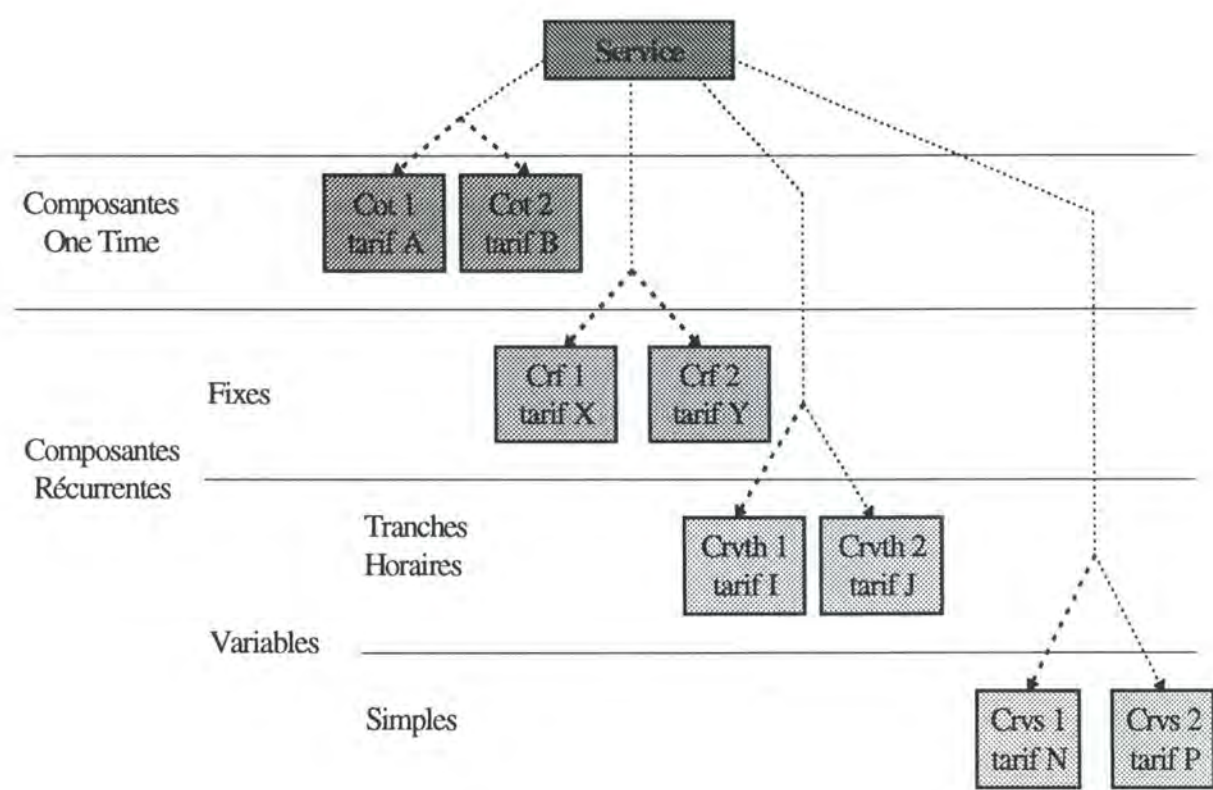 Service
Composantes
One Time
Cot 1
tarif A
Cot 2
tarif B
Fixes
Crf 1
tarif X
Crf 2
tarif Y
Composantes
Récurrentes
Tranches
Horaires
Crvth 1
tarif I
Crvth 2
tarif J
Variables
Simples
Crvs 1
tarif N
Crvs 2
tarif P